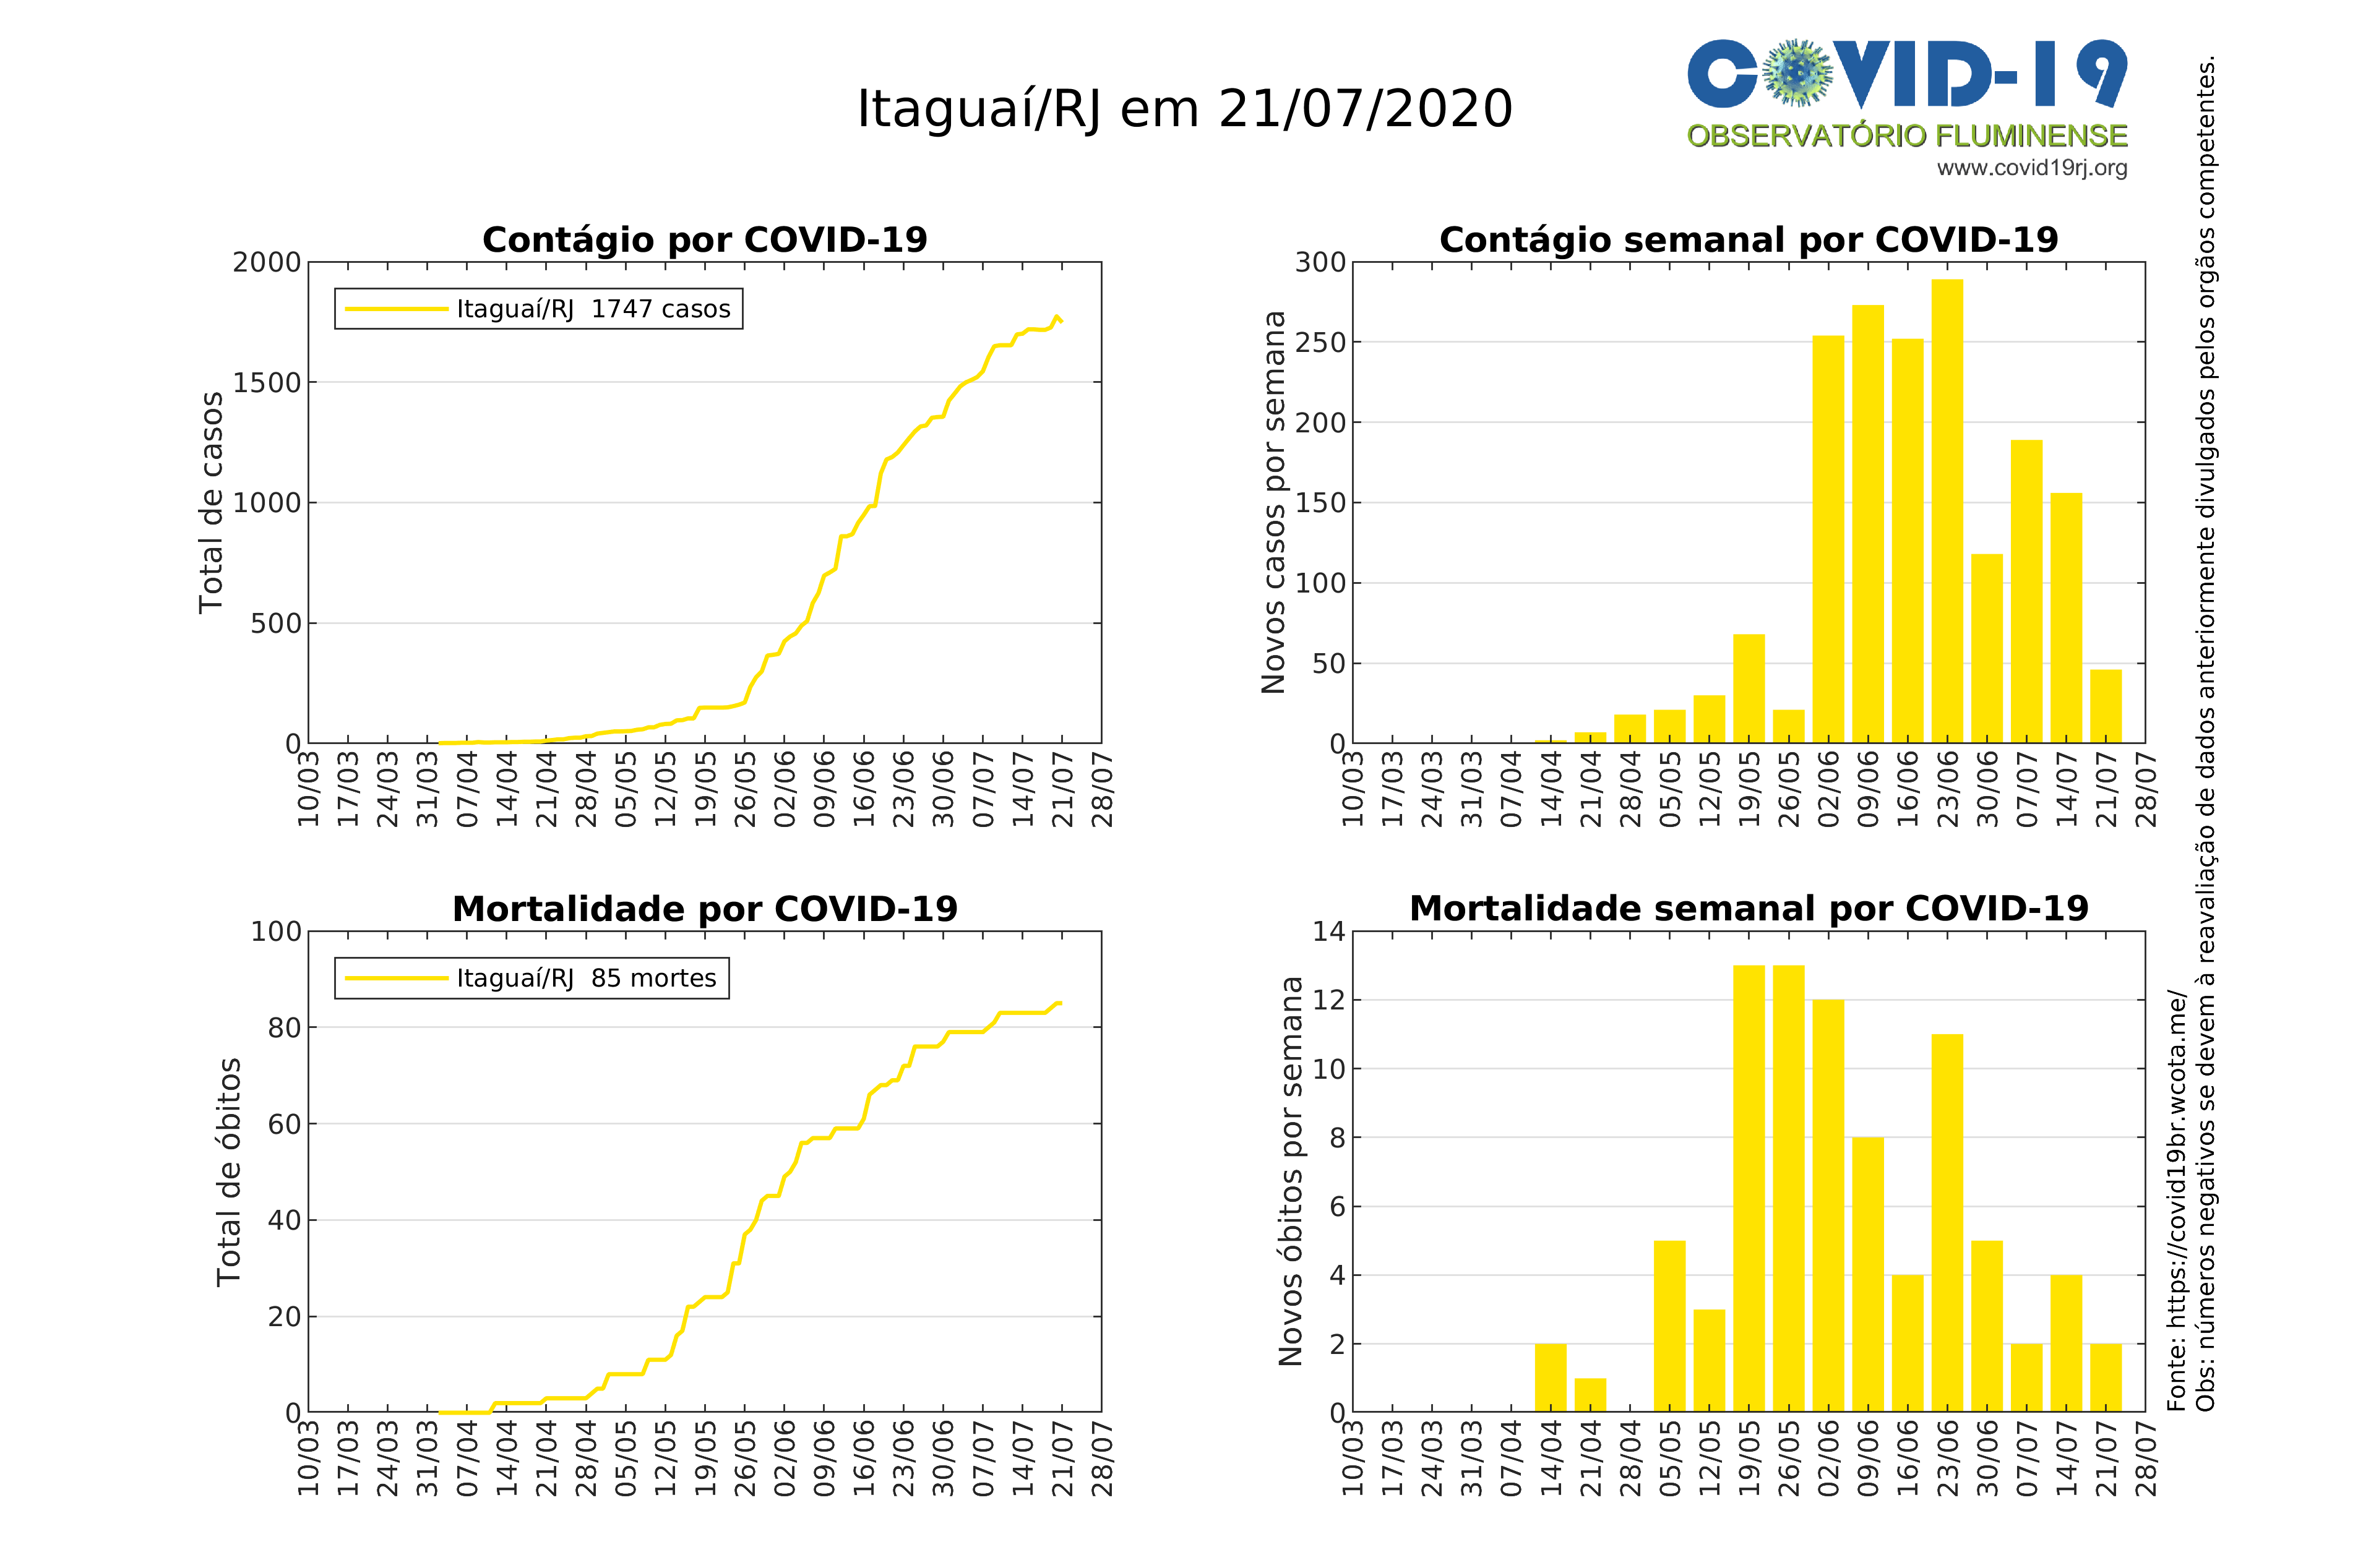 Itaguaí/RJ em 21/07/2020
COVID-19
OBSERVATÓRIO FLUMINENSE
www.covid19rj.org
Contágio por COVID-19
Total de casos
2000
1500
1000
500
0
Itaguaí/RJ 1747 casos
10/03 17/03 24/03 31/03 07/04 14/04 21/04 28/04 05/05 12/05 19/05 26/05 02/06 09/06 16/06 23/06 30/06 07/07 14/07 21/07 28/07
Contágio semanal por COVID-19
Novos casos por semana
300
250
200
150
100
50
0
10/03 17/03 24/03 31/03 07/04 14/04 21/04 28/04 05/05 12/05 19/05 26/05 02/06 09/06 16/06 23/06 30/06 07/07 14/07 21/07 28/07
Mortalidade por COVID-19
Total de óbitos
100
80
60
40
20
0
Itaguaí/RJ 85 mortes
10/03 17/03 24/03 31/03 07/04 14/04 21/04 28/04 05/05 12/05 19/05 26/05 02/06 09/06 16/06 23/06 30/06 07/07 14/07 21/07 28/07
Mortalidade semanal por COVID-19
Novos óbitos por semana
14
12
10
8
6
4
2
0
10/03 17/03 24/03 31/03 07/04 14/04 21/04 28/04 05/05 12/05 19/05 26/05 02/06 09/06 16/06 23/06 30/06 07/07 14/07 21/07 28/07
Fonte: https://covid19br.wcota.me/
Obs: números negativos se devem à reavaliação de dados anteriormente divulgados pelos orgãos competentes.